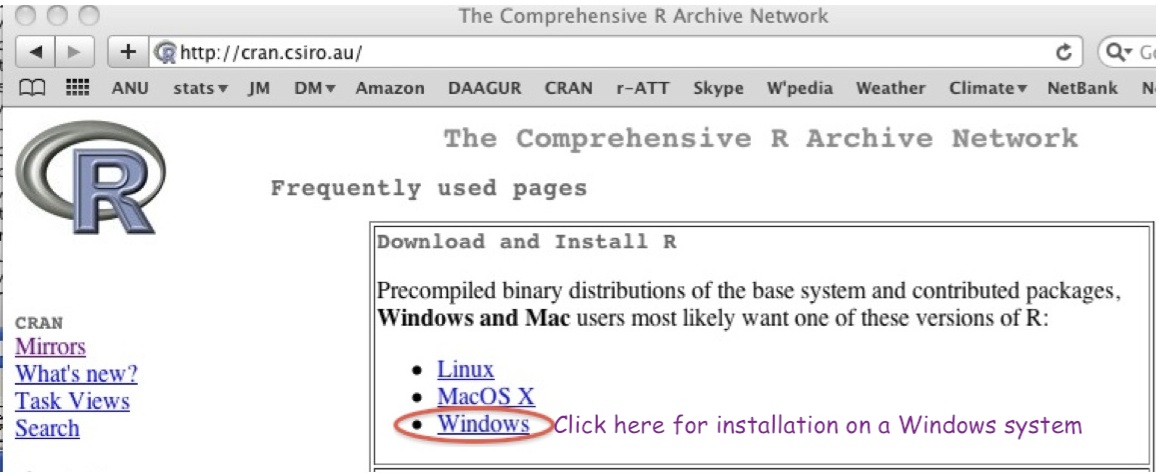 The Comprehensive R Archive Network
http://cran.csiro.au/
ANU stats JM DM Amazon DAAGUR CRAN r-ATT Skype W'pedia Weather Climate NetBank
R
The Comprehensive R Archive Network
Frequently used pages
Download and Install R
Precompiled binary distributions of the base system and contributed packages,
Windows and Mac users most likely want one of these versions of R:
Linux
MacOS X
Windows Click here for installation on a Windows system
CRAN
Mirrors
What's new?
Task Views
Search